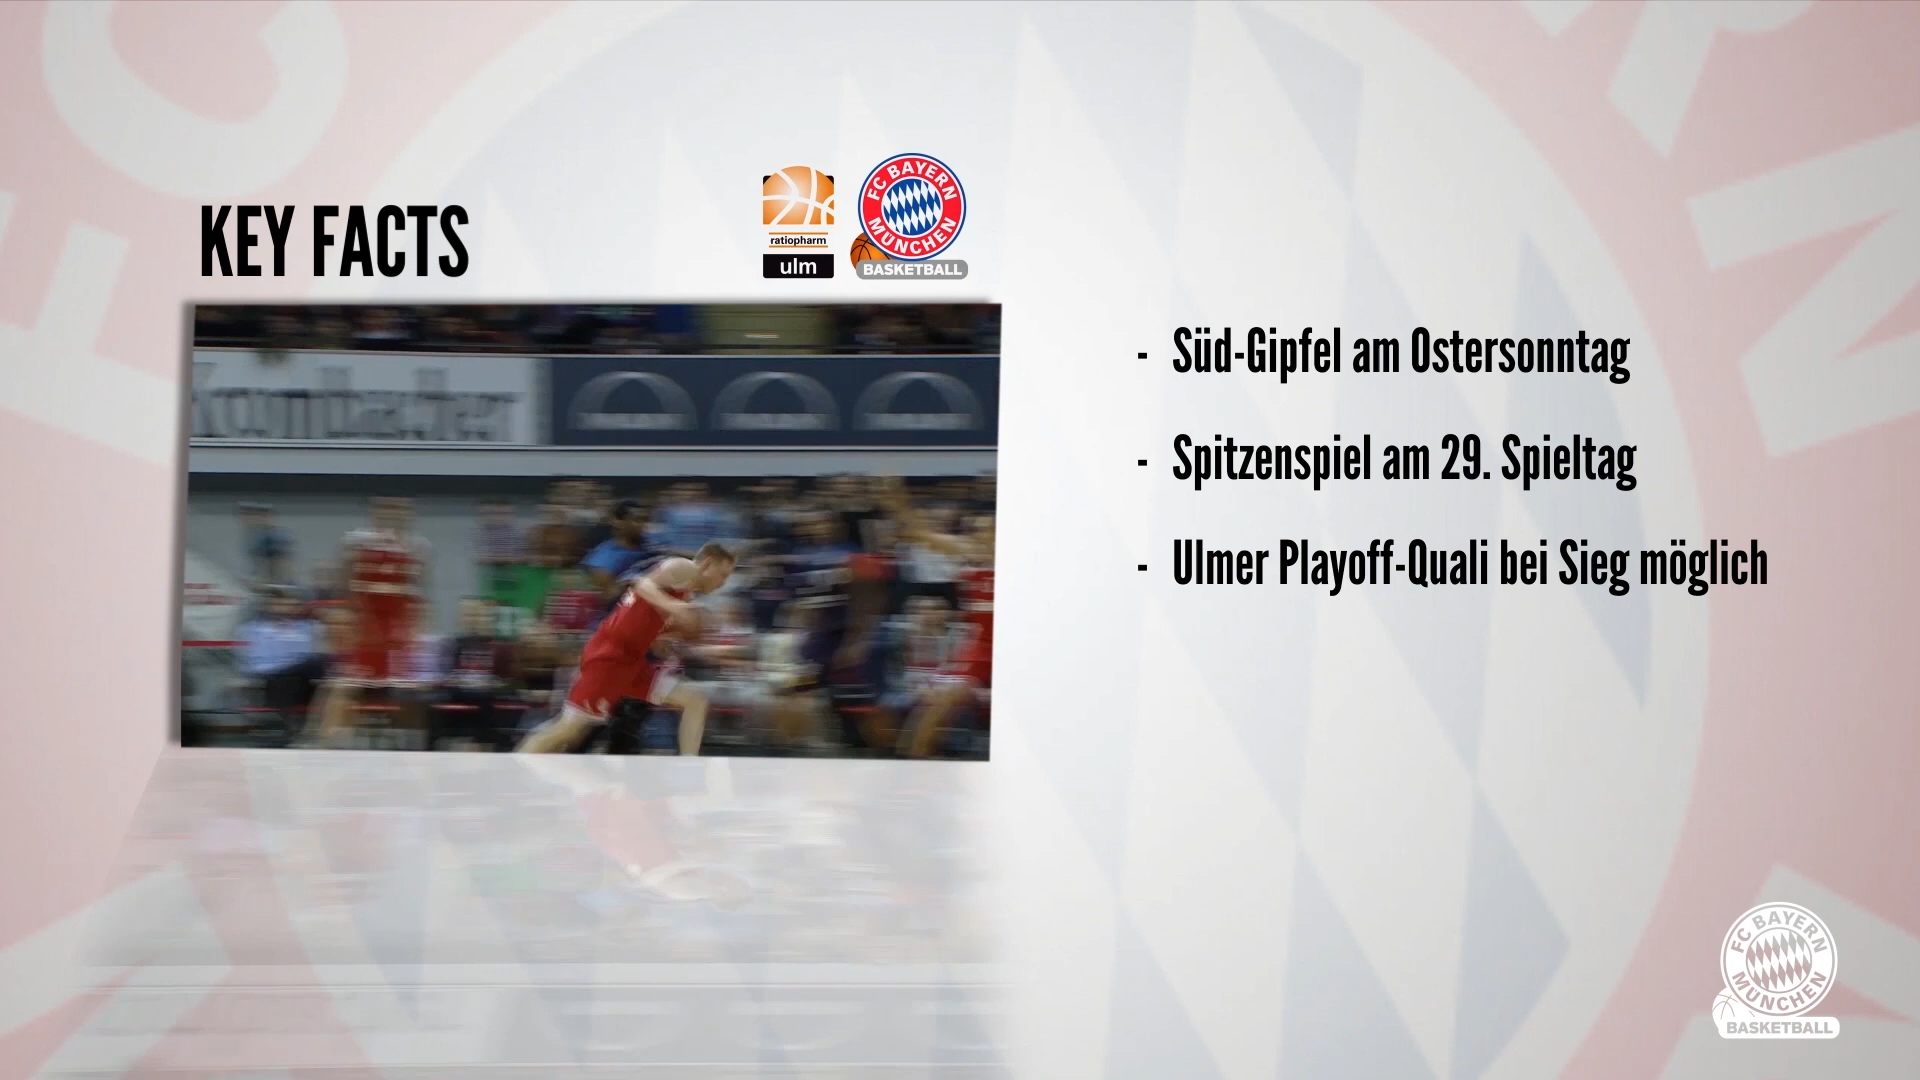 KEY FACTS
ratiopharm
ulm
FC BAYERN
MÜNCHEN
BASKETBALL
- Süd-Gipfel am Ostersonntag
- Spitzenspiel am 29. Spieltag
- Ulmer Playoff-Quali bei Sieg möglich
Krombacher
FC BAYERN
MÜNCHEN
BASKETBALL